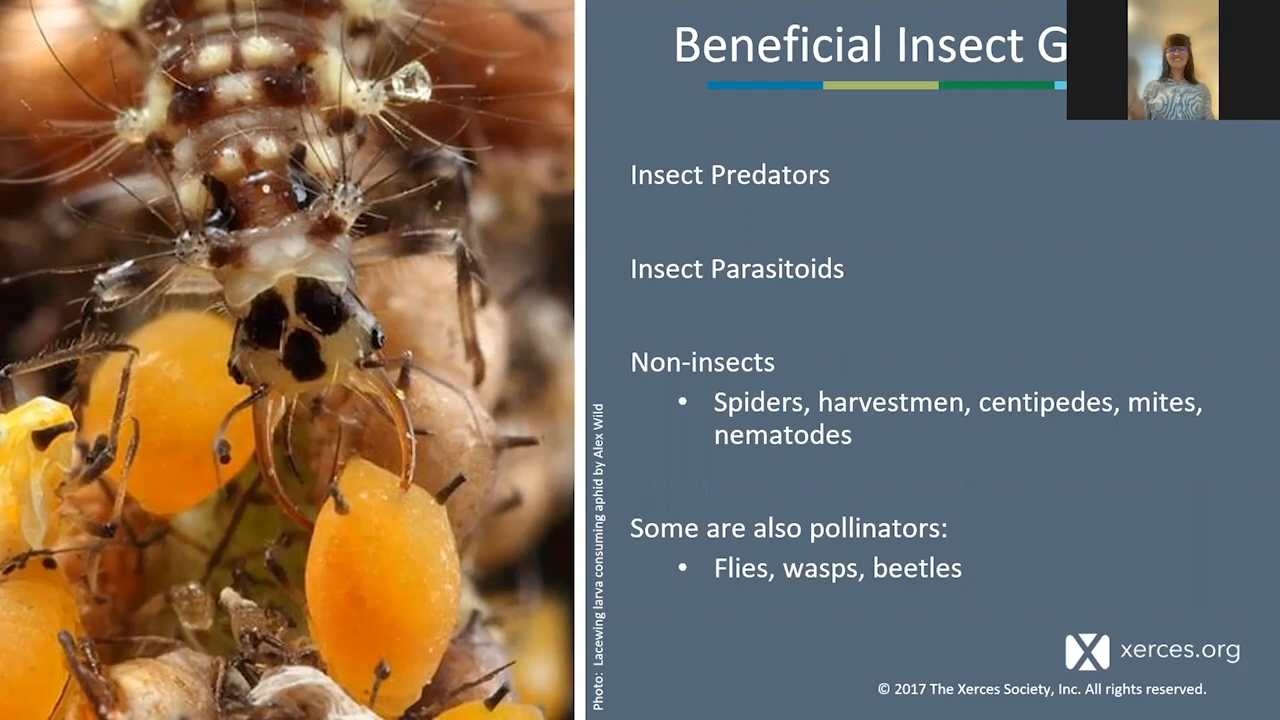 Beneficial Insect G
Insect Predators
Insect Parasitoids
Non-insects
• Spiders, harvestmen, centipedes, mites,
nematodes
Some are also pollinators:
• Flies, wasps, beetles
Photo: Lacewing larva consuming aphid by Alex Wild
xerces.org
© 2017 The Xerces Society, Inc. All rights reserved.